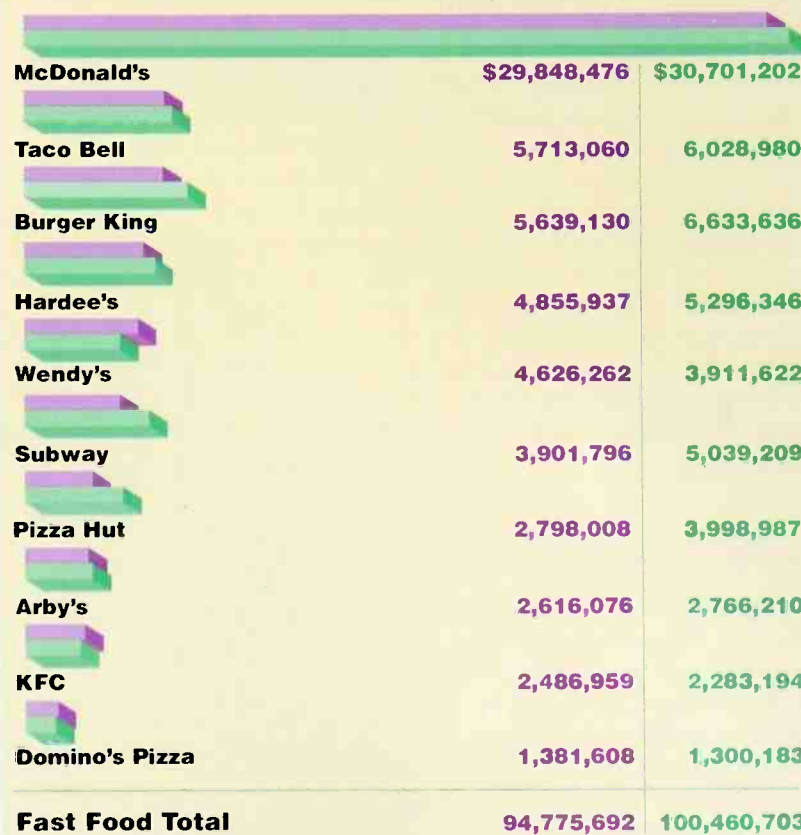 McDonald's $29,848,476 $30,701,202
Taco Bell 5,713,060 6,028,980
Burger King 5,639,130 6,633,636
Hardee's 4,855,937 5,296,346
Wendy's 4,626,262 3,911,622
Subway 3,901,796 5,039,209
Pizza Hut 2,798,008 3,998,987
Arby's 2,616,076 2,766,210
KFC 2,486,959 2,283,194
Domino's Pizza 1,381,608 1,300,183
Fast Food Total 94,775,692 100,460,703